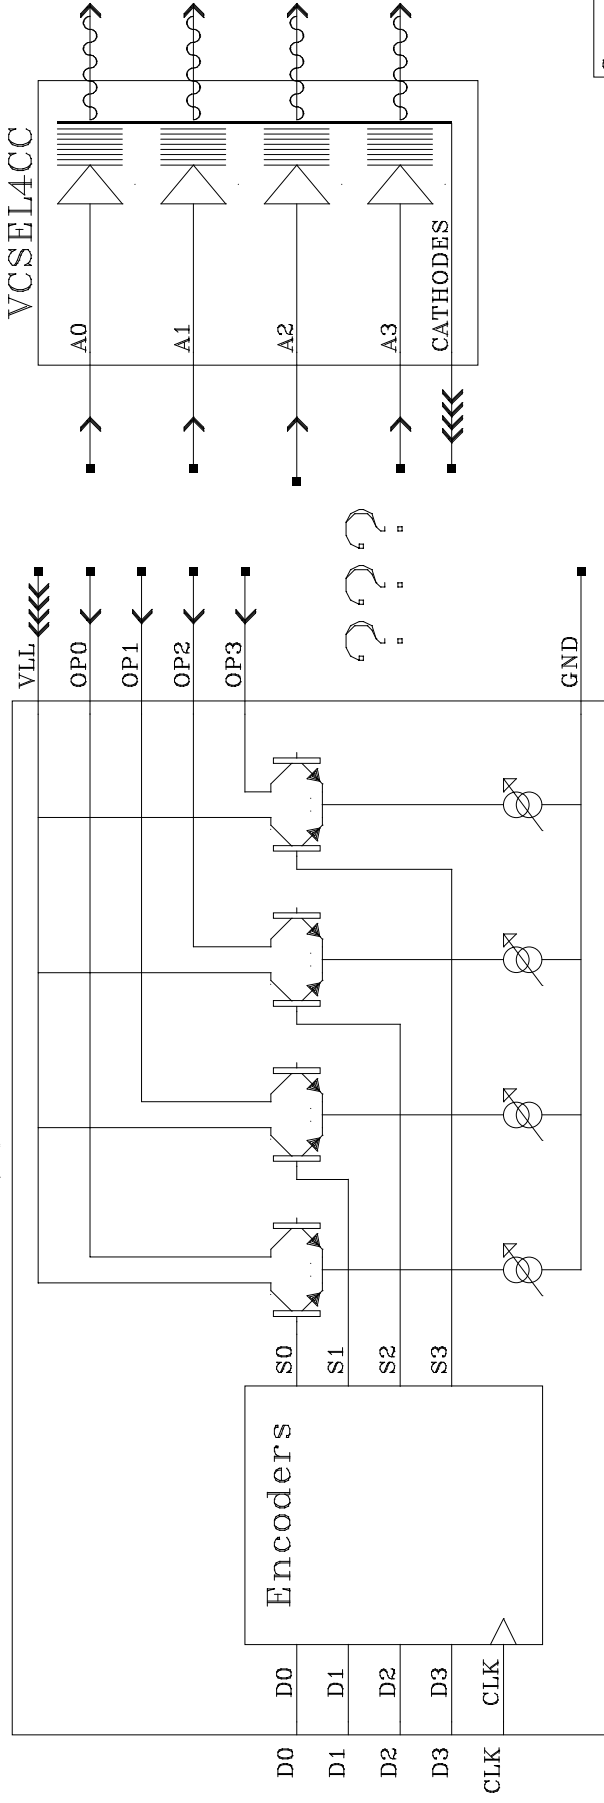 D0
D1
D2
D3
CLK
D0
D1
D2
D3
CLK
Encoders
S0
S1
S2
S3
VLL
OP0
OP1
OP2
OP3
GND
???
VCSEL4CC
A0
A1
A2
A3
CATHODES